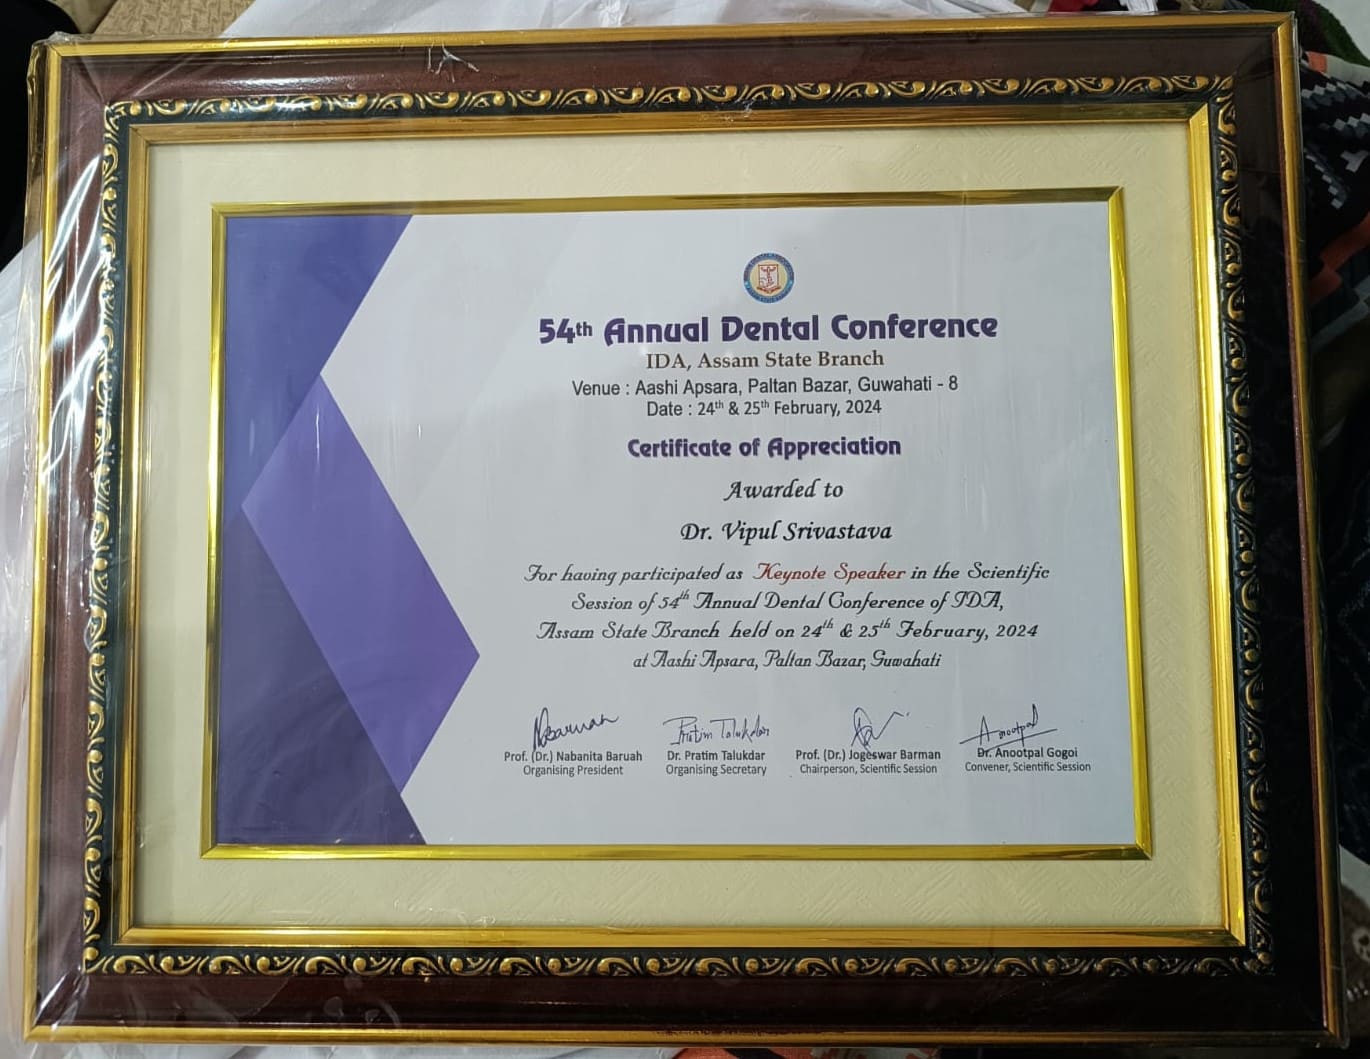 54th Annual Dental Conference
IDA, Assam State Branch
Venue : Aashi Apsara, Paltan Bazar, Guwahati - 8
Date : 24th & 25th February, 2024
Certificate of Appreciation
Awarded to
Dr. Vipul Srivastava
For having participated as Keynote Speaker in the Scientific
Session of 54th Annual Dental Conference of IDA,
Assam State Branch held on 24th & 25th February, 2024
at Aashi Apsara, Paltan Bazar, Guwahati
Pratim Talukdar
Anootpal
Prof. (Dr.) Nabanita Baruah Dr. Pratim Talukdar Prof. (Dr.) Jogeswar Barman Dr. Anootpal Gogoi
Organising President Organising Secretary Chairperson, Scientific Session Convener, Scientific Session